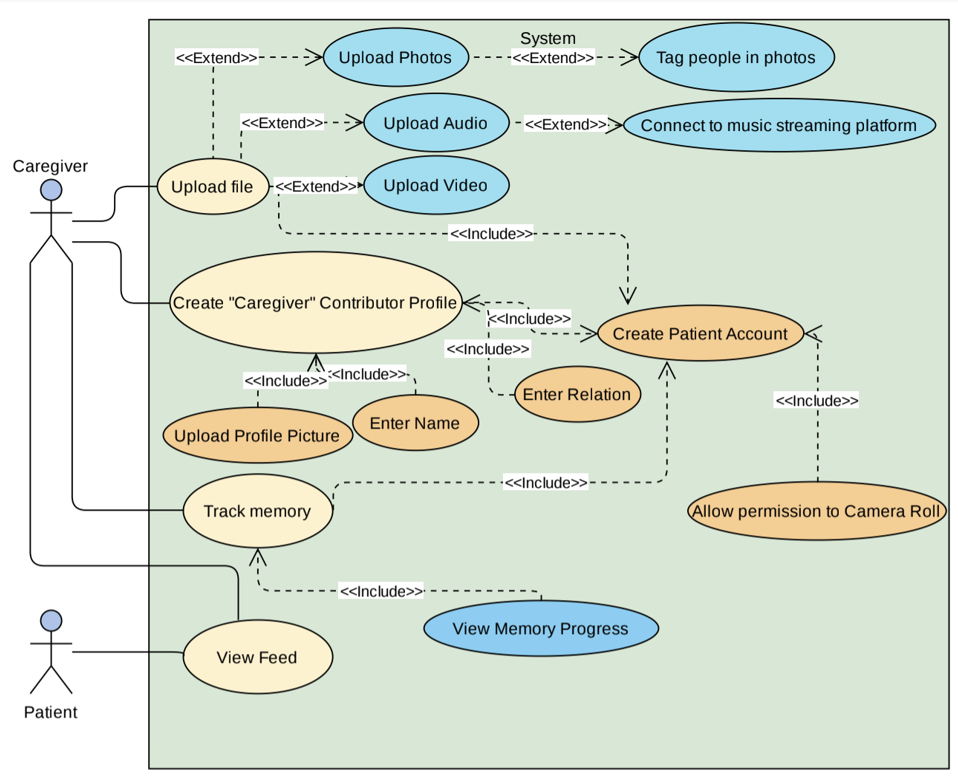 System
<<Extend>>
Upload Photos
<<Extend>>
Tag people in photos
<<Extend>>
Upload Audio
<<Extend>>
Connect to music streaming platform
Caregiver
Upload file
<<Extend>>
Upload Video
<<Include>>
Create "Caregiver" Contributor Profile
<<Include>>
Create Patient Account
<<Include>>
<<Include>>
<<Include>>
Enter Relation
<<Include>>
Upload Profile Picture
Enter Name
<<Include>>
Track memory
Allow permission to Camera Roll
<<Include>>
View Memory Progress
View Feed
Patient